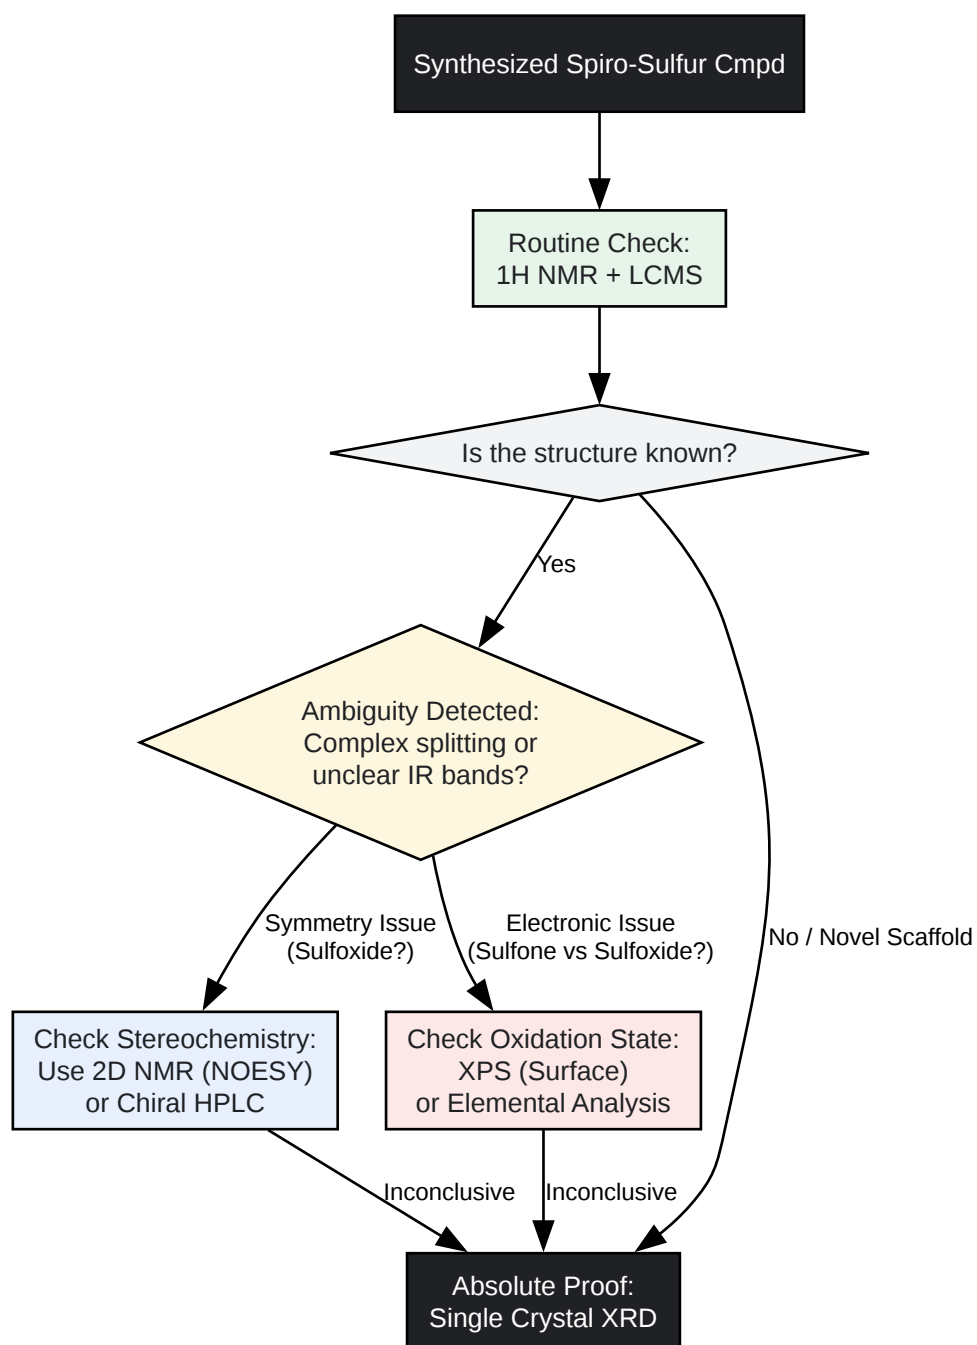 Synthesized Spiro-Sulfur Cmpd
Routine Check:
1H NMR + LCMS
Is the structure known?
Yes
Ambiguity Detected:
Complex splitting or
unclear IR bands?
Symmetry Issue
(Sulfoxide?)
Electronic Issue
(Sulfone vs Sulfoxide?)
No / Novel Scaffold
Check Stereochemistry:
Use 2D NMR (NOESY)
or Chiral HPLC
Check Oxidation State:
XPS (Surface)
or Elemental Analysis
Inconclusive
Inconclusive
Absolute Proof:
Single Crystal XRD